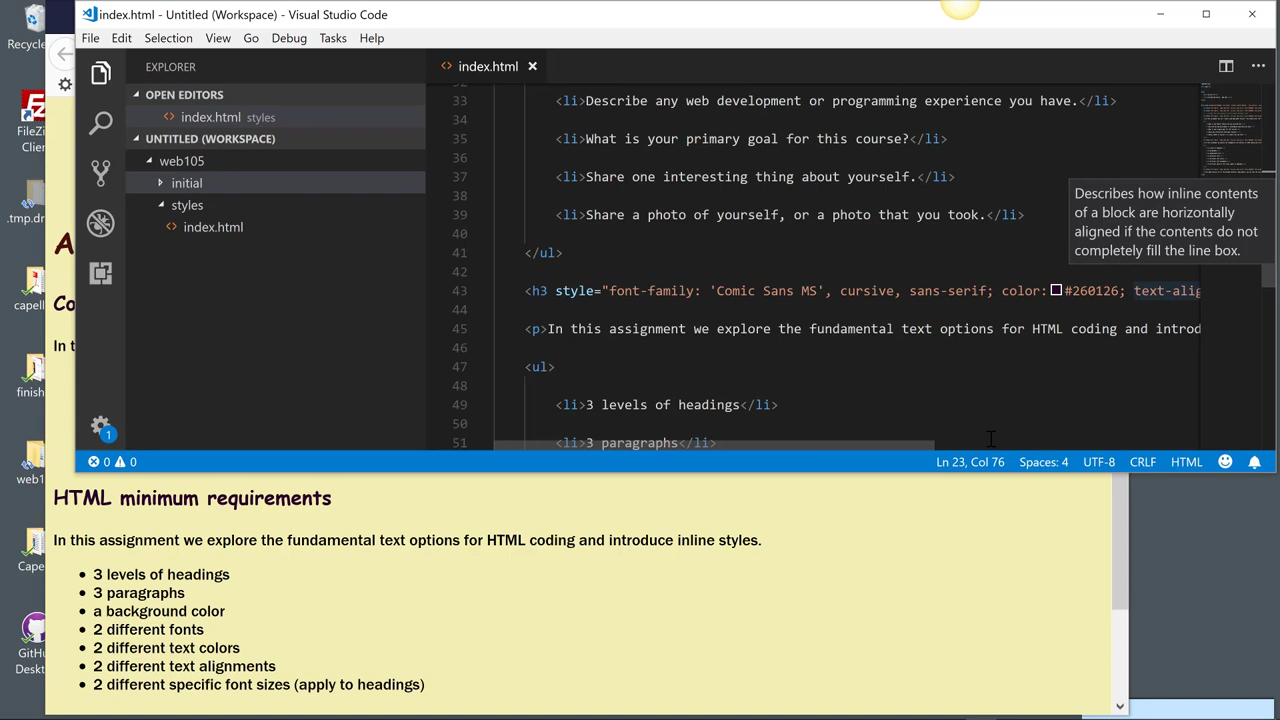 index.html - Untitled (Workspace) - Visual Studio Code
Recycle
File Edit Selection View Go Debug Tasks Help
EXPLORER
index.html
OPEN EDITORS
index.html styles
UNTITLED (WORKSPACE)
web105
initial
styles
index.html
33 <li>Describe any web development or programming experience you have.</li>
34
35 <li>What is your primary goal for this course?</li>
36
37 <li>Share one interesting thing about yourself.</li>
38
39 <li>Share a photo of yourself, or a photo that you took.</li>
40
41 </ul>
42
43 <h3 style="font-family: 'Comic Sans MS', cursive, sans-serif; color: #260126; text-alig
44
45 <p>In this assignment we explore the fundamental text options for HTML coding and introd
46
47 <ul>
48
49 <li>3 levels of headings</li>
50
51 <li>3 paragraphs</li>
Describes how inline contents
of a block are horizontally
aligned if the contents do not
completely fill the line box.
1
0 0
Ln 23, Col 76 Spaces: 4 UTF-8 CRLF HTML
FileZi
Client
.tmp.dr
capell
finish
web1
Cape
GitH
Deskt
A
Co
In t
HTML minimum requirements
In this assignment we explore the fundamental text options for HTML coding and introduce inline styles.
• 3 levels of headings
• 3 paragraphs
• a background color
• 2 different fonts
• 2 different text colors
• 2 different text alignments
• 2 different specific font sizes (apply to headings)